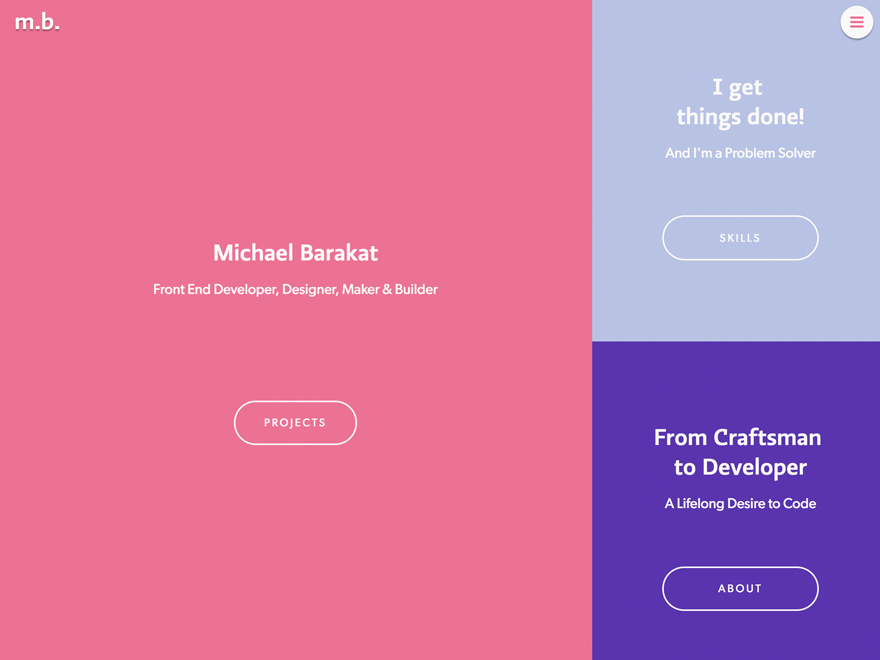 m.b.
Michael Barakat
Front End Developer, Designer, Maker & Builder
PROJECTS
I get
things done!
And I'm a Problem Solver
SKILLS
From Craftsman
to Developer
A Lifelong Desire to Code
ABOUT